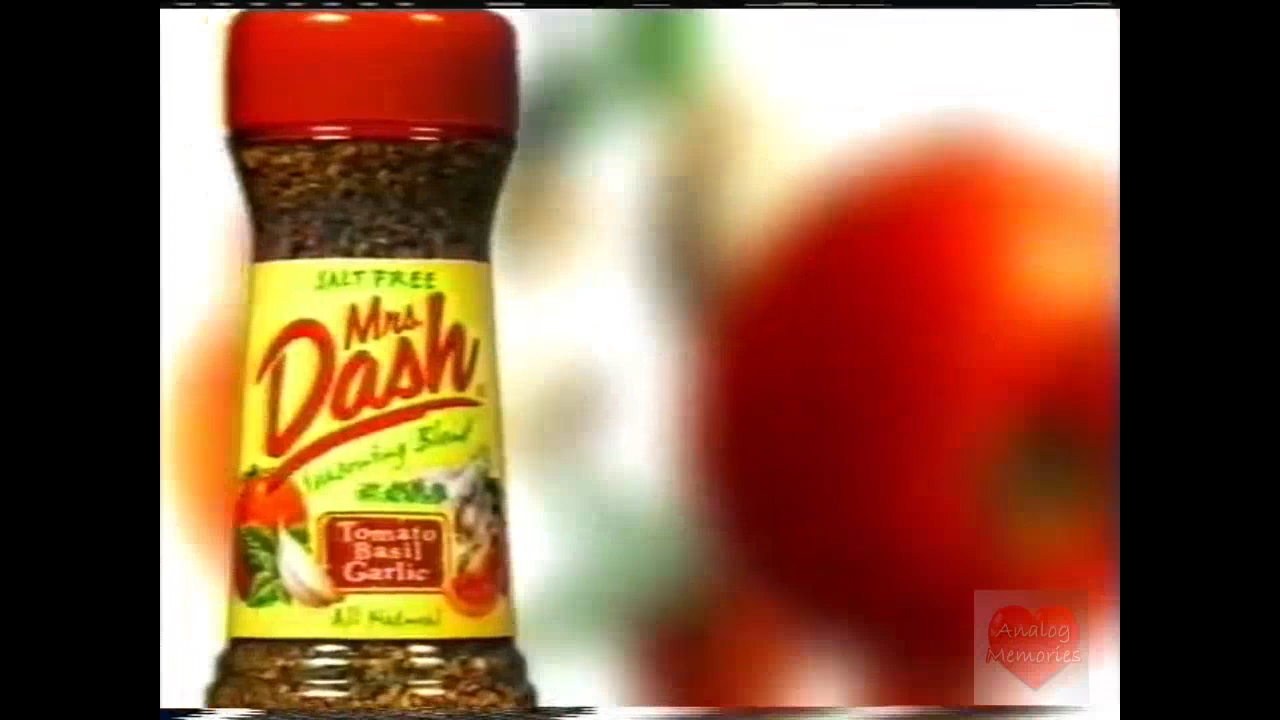 SALT FREE
Mrs
Dash
Seasoning Blend
Tomato
Basil
Garlic
All Natural
Analog
Memories